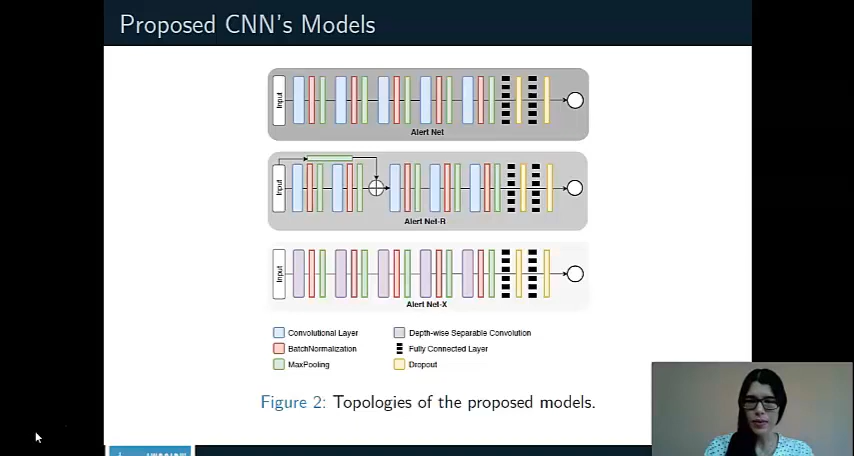 Proposed CNN's Models
Input
Alert Net
Input
Alert Net-R
Input
Alert Net-X
Convolutional Layer
Depth-wise Separable Convolution
BatchNormalization
Fully Connected Layer
MaxPooling
Dropout
Figure 2: Topologies of the proposed models.